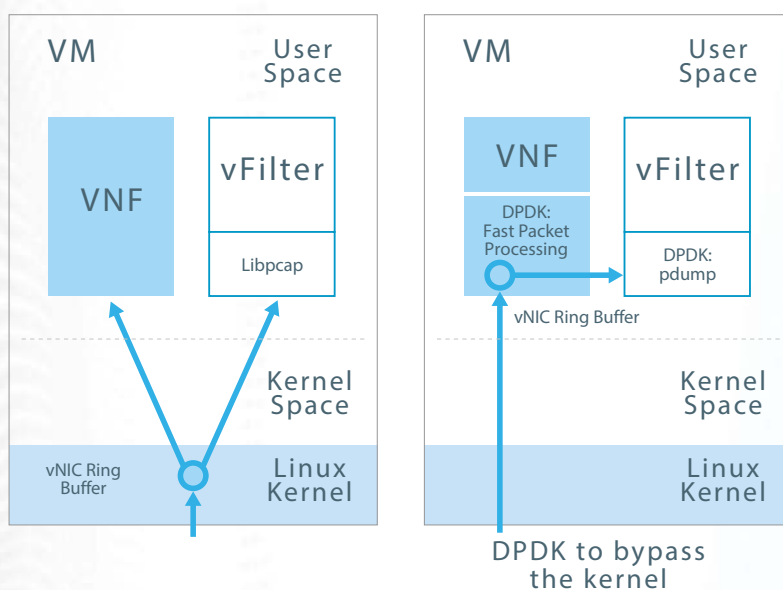 VM
User
Space
VNF
vFilter
Libpcap
Kernel
Space
vNIC Ring
Buffer
Linux
Kernel
VM
User
Space
VNF
DPDK:
Fast Packet
Processing
vFilter
DPDK:
pdump
vNIC Ring Buffer
Kernel
Space
Linux
Kernel
DPDK to bypass
the kernel